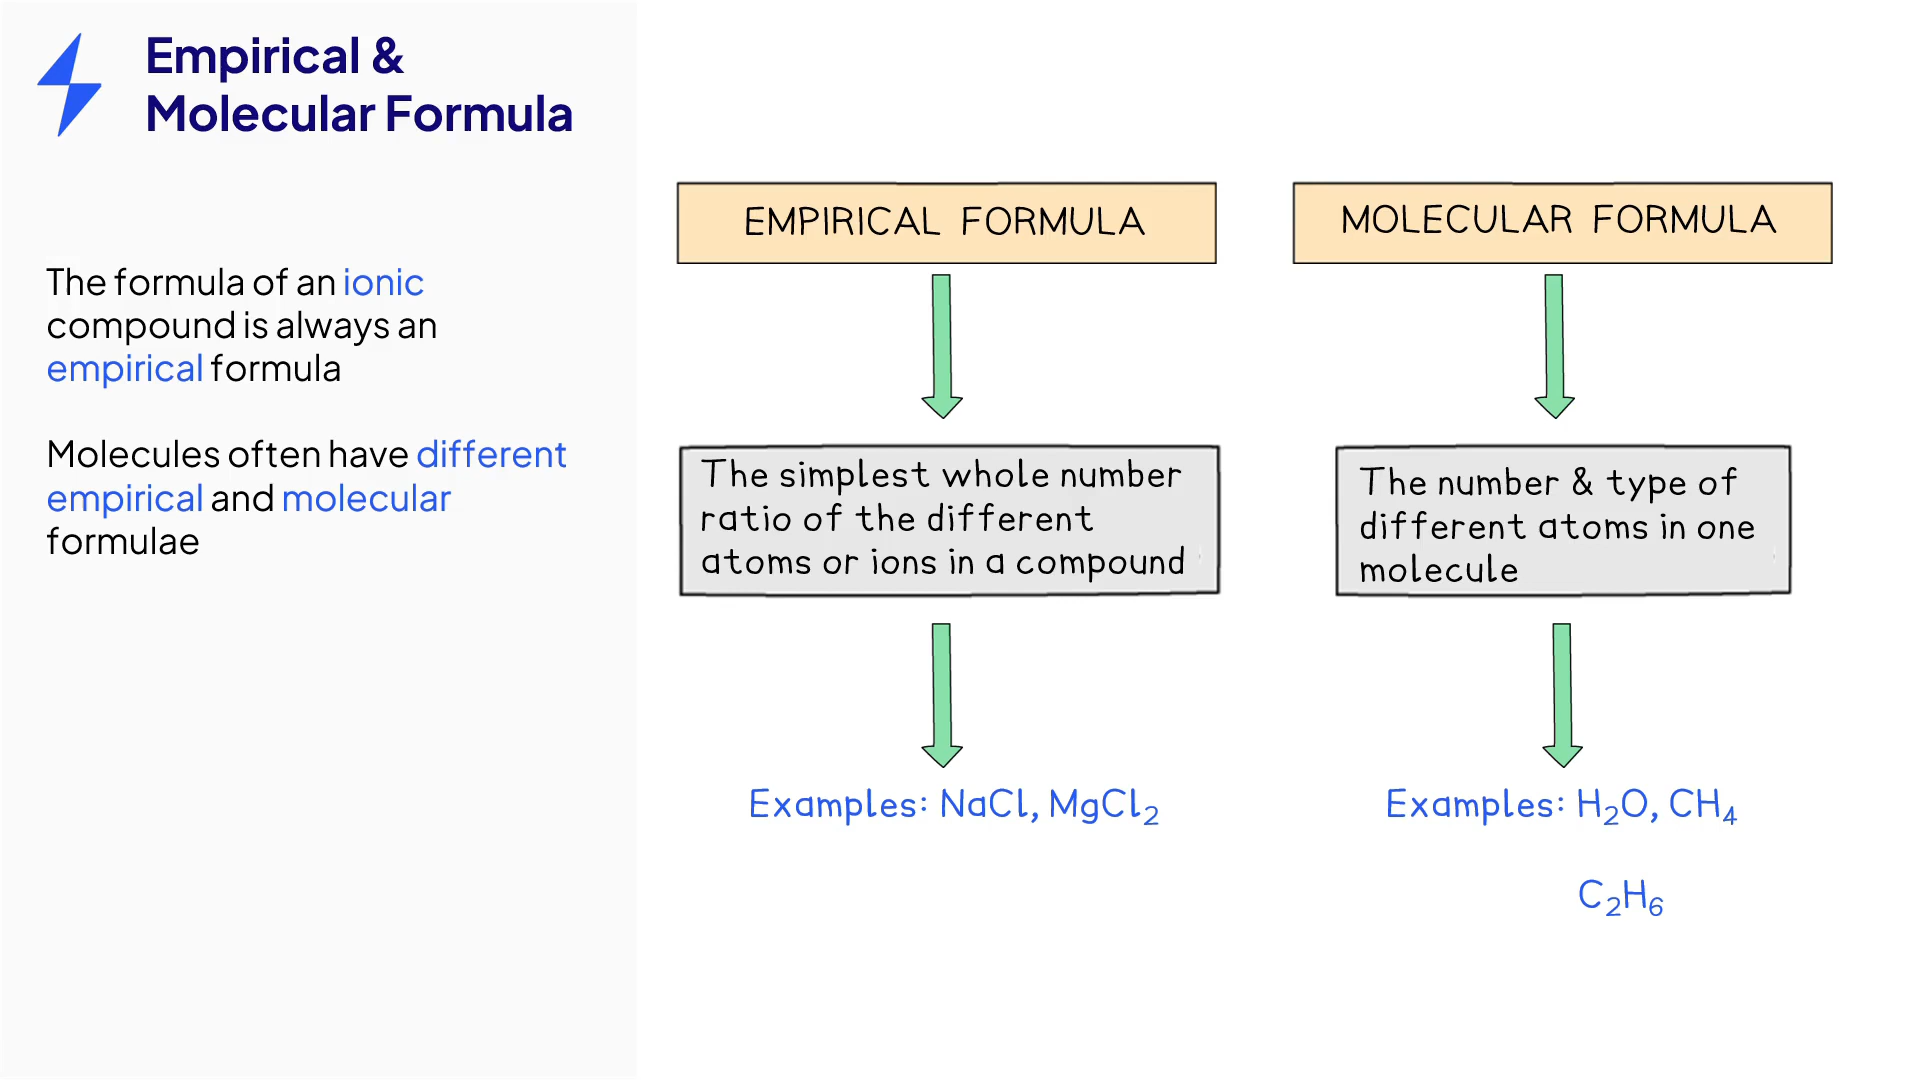 Empirical &
Molecular Formula
The formula of an ionic
compound is always an
empirical formula
Molecules often have different
empirical and molecular
formulae
EMPIRICAL FORMULA
The simplest whole number
ratio of the different
atoms or ions in a compound
Examples: NaCl, MgCl₂
MOLECULAR FORMULA
The number & type of
different atoms in one
molecule
Examples: H₂O, CH₄
C₂H₆